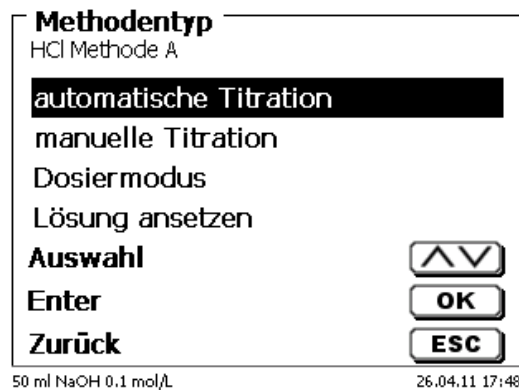 Methodentyp
HCl Methode A
automatische Titration
manuelle Titration
Dosiermodus
Lösung ansetzen
Auswahl
Enter OK
Zurück ESC
50 ml NaOH 0.1 mol/L 26.04.11 17:48